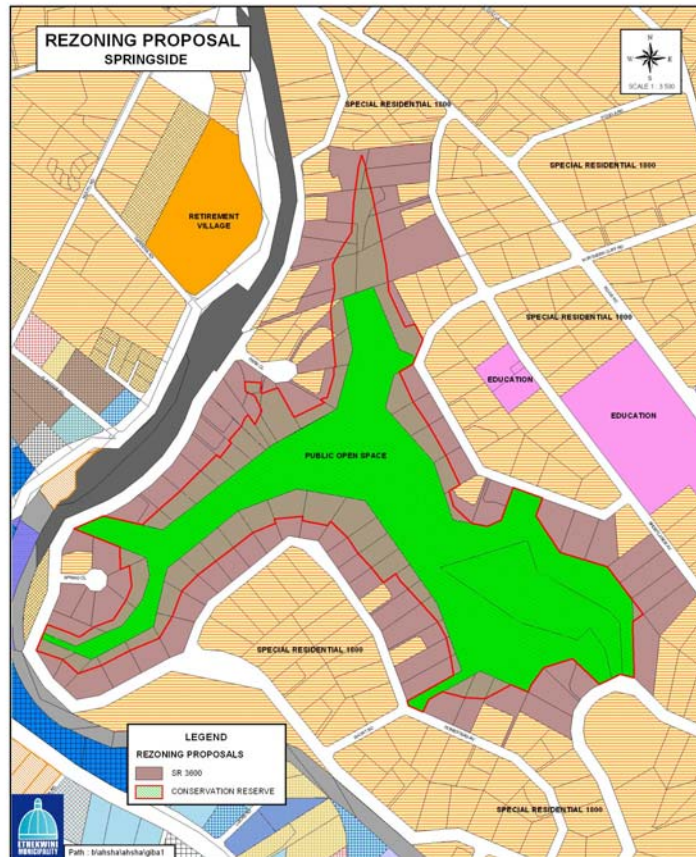 REZONING PROPOSAL
SPRINGSIDE
N
W
E
S
SCALE 1 : 3 500
SPECIAL RESIDENTIAL 1800
SPECIAL RESIDENTIAL 1800
RETIREMENT
VILLAGE
SPECIAL RESIDENTIAL 1800
EDUCATION
EDUCATION
PUBLIC OPEN SPACE
SPECIAL RESIDENTIAL 1800
LEGEND
REZONING PROPOSALS
SR 3600
CONSERVATION RESERVE
SPECIAL RESIDENTIAL 1800
ETHEKWINI
MUNICIPALITY